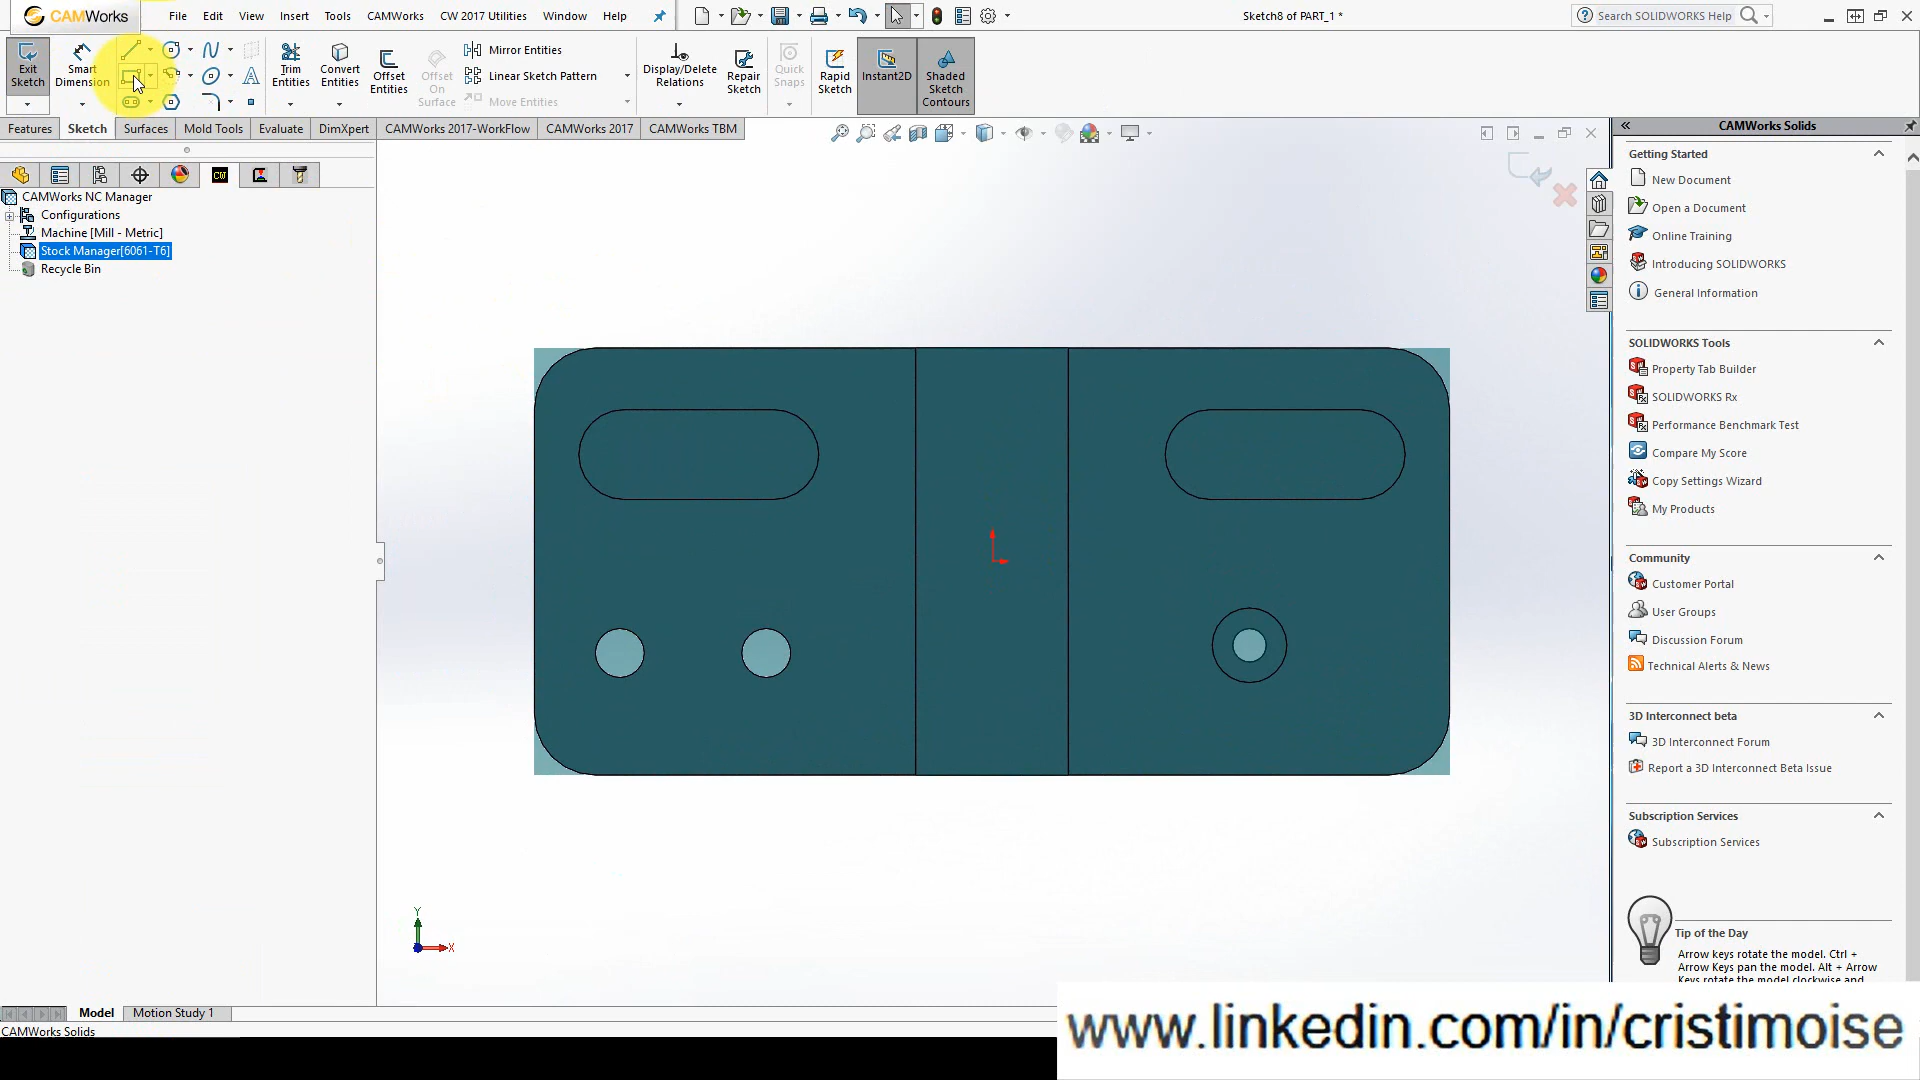 CAMWorks File Edit View Insert Tools CAMWorks CW 2017 Utilities Window Help Sketch8 of PART_1 * Search SOLIDWORKS Help
Exit Sketch
Smart Dimension
Trim Entities
Convert Entities
Offset Entities
Offset On Surface
Mirror Entities
Linear Sketch Pattern
Move Entities
Display/Delete Relations
Repair Sketch
Quick Snaps
Rapid Sketch
Instant2D
Shaded Sketch Contours
Features Sketch Surfaces Mold Tools Evaluate DimXpert CAMWorks 2017-WorkFlow CAMWorks 2017 CAMWorks TBM
CAMWorks NC Manager
Configurations
Machine [Mill - Metric]
Stock Manager[6061-T6]
Recycle Bin
Y
X
CAMWorks Solids
Getting Started
New Document
Open a Document
Online Training
Introducing SOLIDWORKS
General Information
SOLIDWORKS Tools
Property Tab Builder
SOLIDWORKS Rx
Performance Benchmark Test
Compare My Score
Copy Settings Wizard
My Products
Community
Customer Portal
User Groups
Discussion Forum
Technical Alerts & News
3D Interconnect beta
3D Interconnect Forum
Report a 3D Interconnect Beta Issue
Subscription Services
Subscription Services
Tip of the Day
Arrow keys rotate the model. Ctrl +
Arrow Keys pan the model. Alt + Arrow
Keys rotate the model clockwise and
Model Motion Study 1
CAMWorks Solids
www.linkedin.com/in/cristimoise